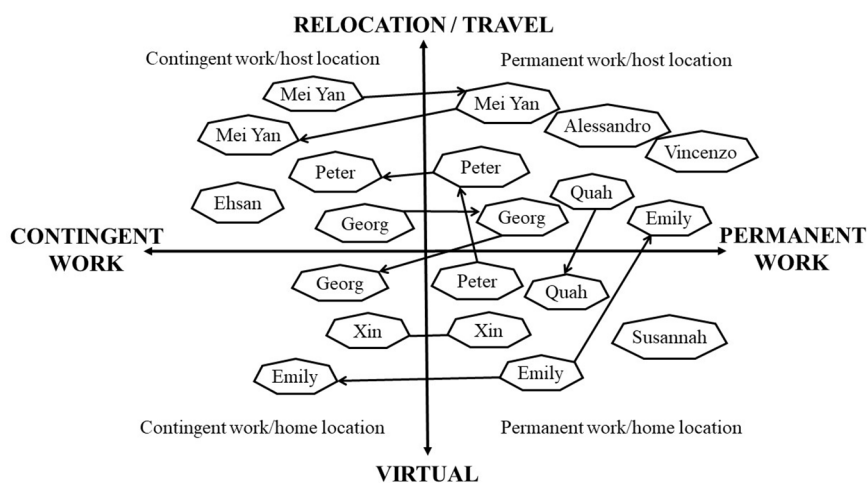 RELOCATION / TRAVEL
Contingent work/host location
Permanent work/host location
Mei Yan
Mei Yan
Mei Yan
Alessandro
Vincenzo
Peter
Peter
Quah
Ehsan
Georg
Georg
Emily
CONTINGENT
WORK
PERMANENT
WORK
Georg
Peter
Quah
Xin
Xin
Susannah
Emily
Emily
Contingent work/home location
Permanent work/home location
VIRTUAL